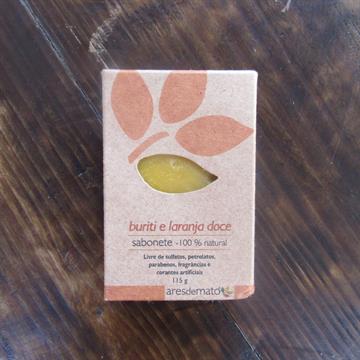 buriti e laranja doce
sabonete - 100 % natural
Livre de sulfatos, petrolatos,
parabenos, fragrâncias e
corantes artificiais
115 g
aresdemato